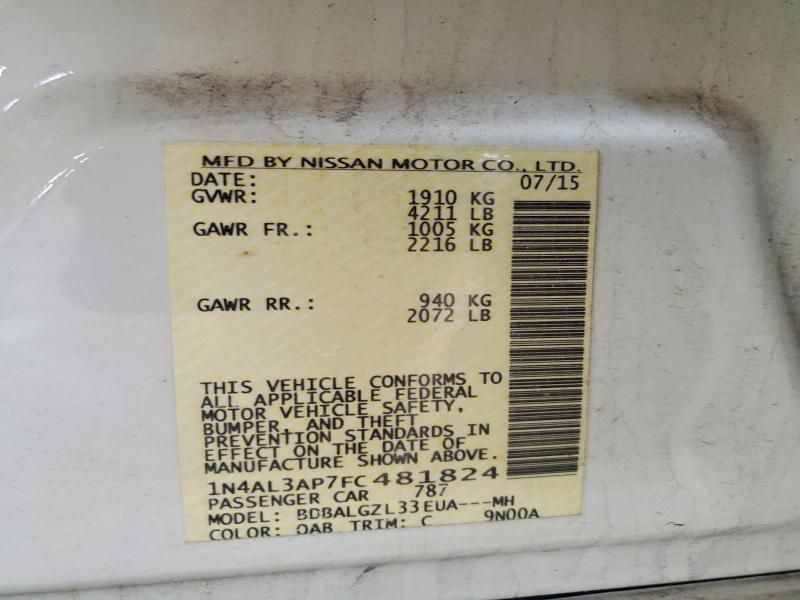 MFD BY NISSAN MOTOR CO., LTD.
DATE: 07/15
GVWR: 1910 KG
4211 LB
GAWR FR.: 1005 KG
2216 LB
GAWR RR.: 940 KG
2072 LB
THIS VEHICLE CONFORMS TO
ALL APPLICABLE FEDERAL
MOTOR VEHICLE SAFETY,
BUMPER, AND THEFT
PREVENTION STANDARDS IN
EFFECT ON THE DATE OF
MANUFACTURE SHOWN ABOVE.
1N4AL3AP7FC481824
PASSENGER CAR 787
MODEL: BDBALGZL33EUA---MH
COLOR: QAB TRIM: C 9N00A